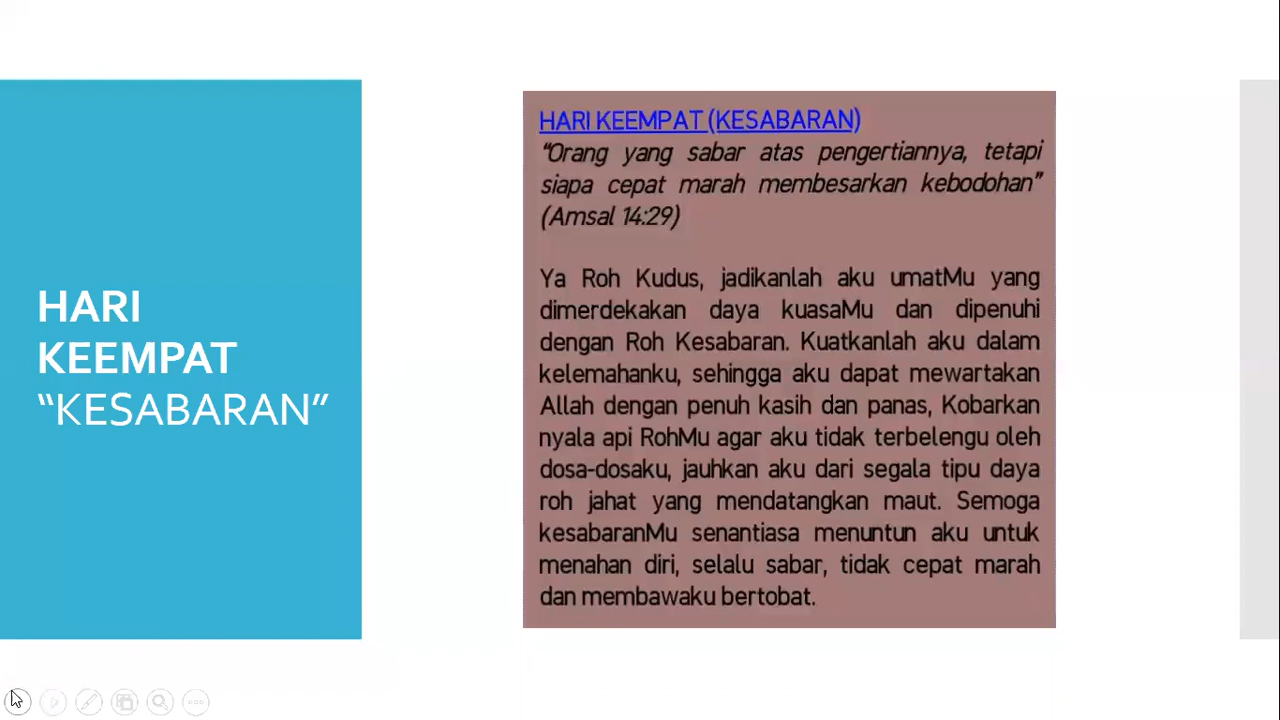 HARI
KEEMPAT
“KESABARAN”
HARI KEEMPAT (KESABARAN)
“Orang yang sabar atas pengertiannya, tetapi
siapa cepat marah membesarkan kebodohan”
(Amsal 14:29)
Ya Roh Kudus, jadikanlah aku umatMu yang
dimerdekakan daya kuasaMu dan dipenuhi
dengan Roh Kesabaran. Kuatkanlah aku dalam
kelemahanku, sehingga aku dapat mewartakan
Allah dengan penuh kasih dan panas, Kobarkan
nyala api RohMu agar aku tidak terbelengu oleh
dosa-dosaku, jauhkan aku dari segala tipu daya
roh jahat yang mendatangkan maut. Semoga
kesabaranMu senantiasa menuntun aku untuk
menahan diri, selalu sabar, tidak cepat marah
dan membawaku bertobat.